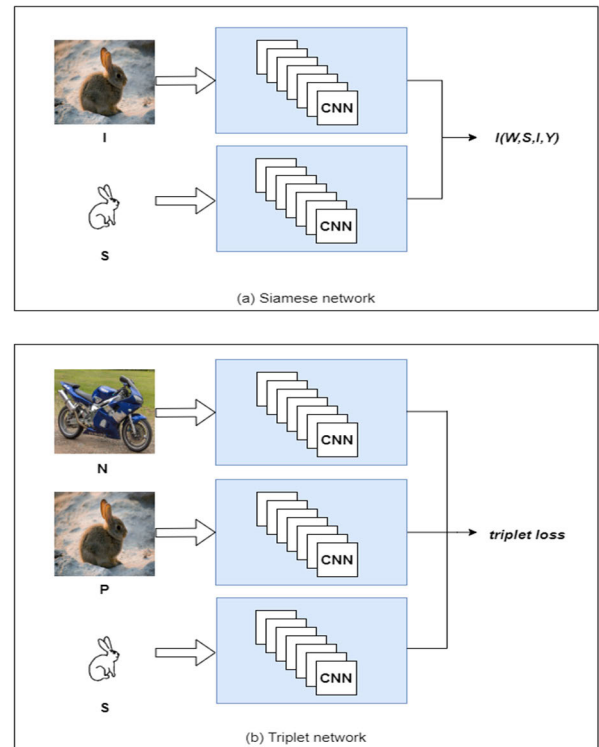 I
CNN
S
CNN
l(W,S,I,Y)
(a) Siamese network
N
CNN
P
CNN
S
CNN
triplet loss
(b) Triplet network